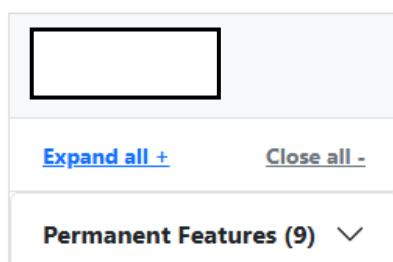 Expand all +
Close all -
Permanent Features (9)